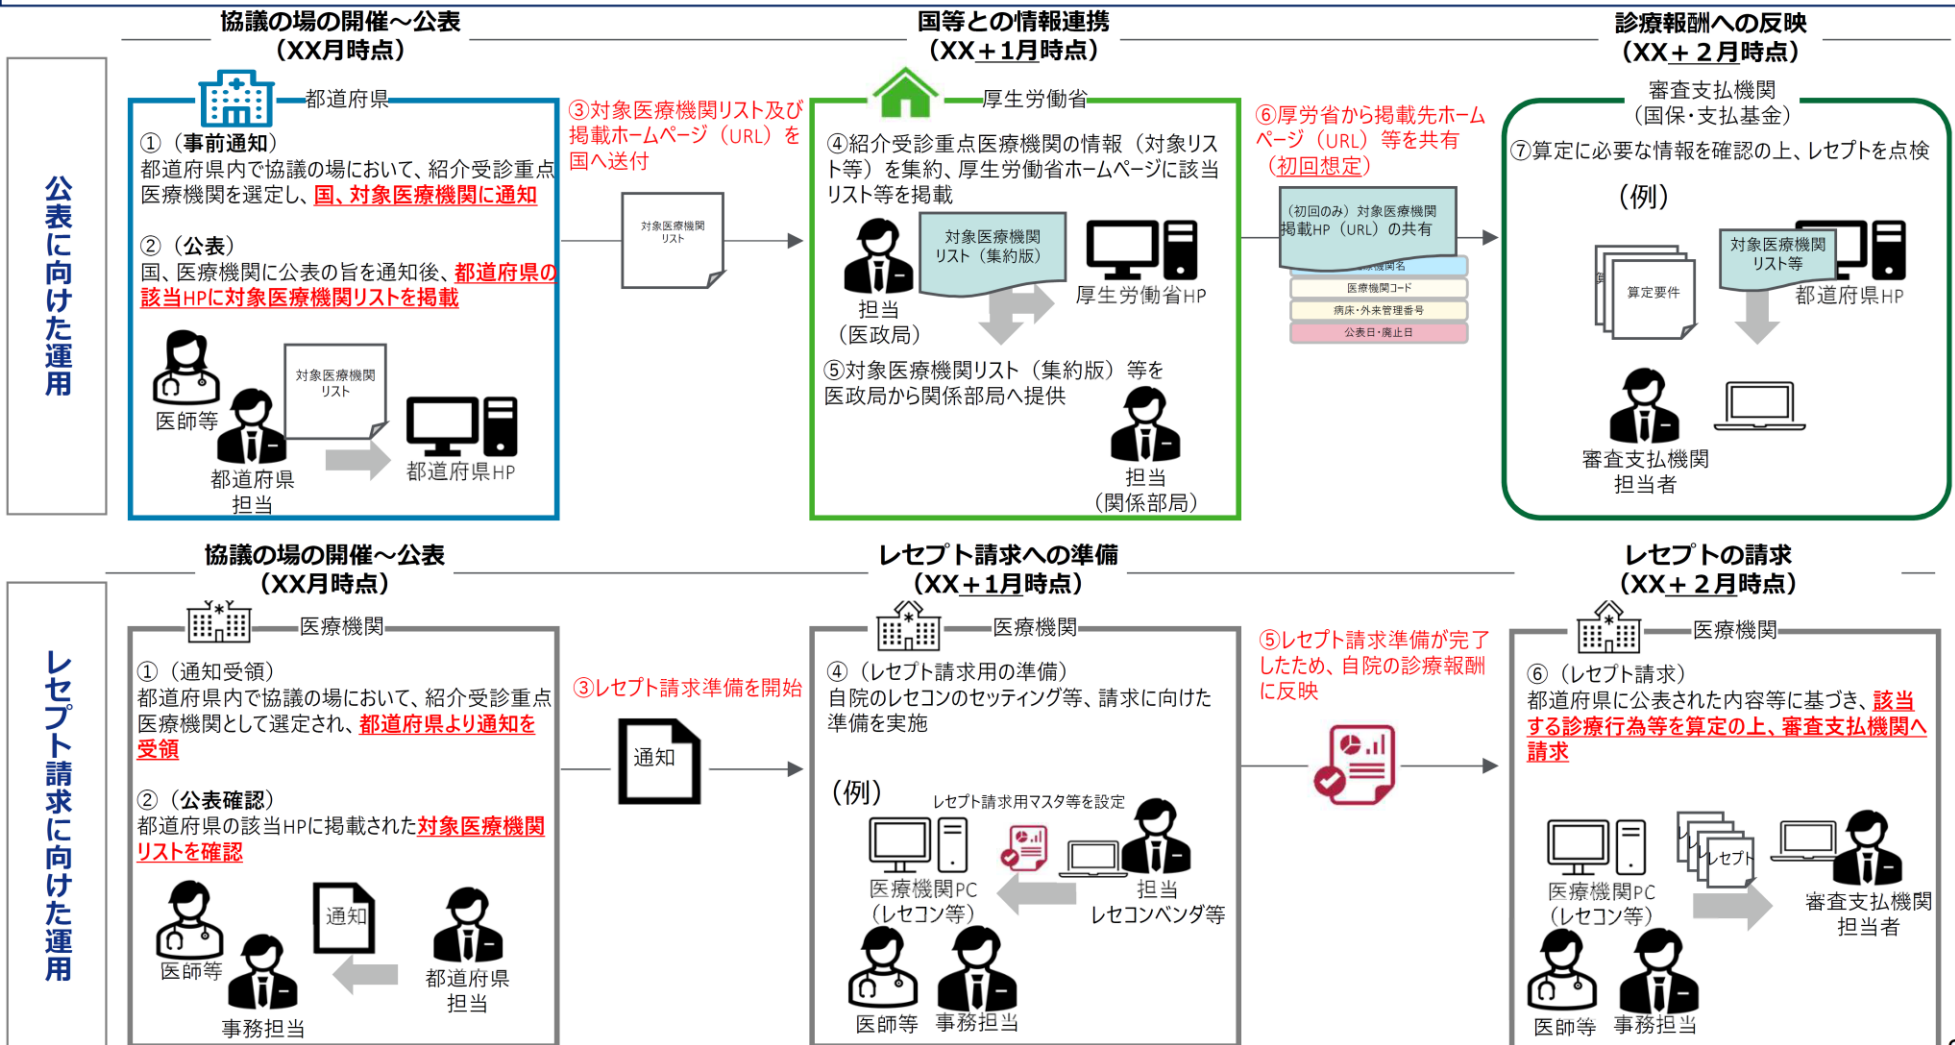 協議の場の開催～公表
（XX月時点）
国等との情報連携
（XX＋1月時点）
診療報酬への反映
（XX＋２月時点）
公表に向けた運用
都道府県
①（事前通知）
都道府県内で協議の場において、紹介受診重点
医療機関を選定し、国、対象医療機関に通知
②（公表）
国、医療機関に公表の旨を通知後、都道府県の
該当HPに対象医療機関リストを掲載
医師等
対象医療機関
リスト
都道府県
担当
都道府県HP
③対象医療機関リスト及び
掲載ホームページ（URL）を
国へ送付
対象医療機関
リスト
厚生労働省
④紹介受診重点医療機関の情報（対象リス
ト等）を集約、厚生労働省ホームページに該当
リスト等を掲載
担当
（医政局）
対象医療機関
リスト（集約版）
厚生労働省HP
⑤対象医療機関リスト（集約版）等を
医政局から関係部局へ提供
担当
（関係部局）
⑥厚労省から掲載先ホーム
ページ（URL）等を共有
（初回想定）
（初回のみ）対象医療機関
掲載HP（URL）の共有
機関名
医療機関コード
病床・外来管理番号
公表日・廃止日
審査支払機関
（国保・支払基金）
⑦算定に必要な情報を確認の上、レセプトを点検
（例）
算定要件
対象医療機関
リスト等
都道府県HP
審査支払機関
担当者
協議の場の開催～公表
（XX月時点）
レセプト請求への準備
（XX＋1月時点）
レセプトの請求
（XX＋２月時点）
レセプト請求に向けた運用
医療機関
①（通知受領）
都道府県内で協議の場において、紹介受診重点
医療機関として選定され、都道府県より通知を
受領
②（公表確認）
都道府県の該当HPに掲載された対象医療機関
リストを確認
医師等
通知
事務担当
都道府県
担当
③レセプト請求準備を開始
通知
医療機関
④（レセプト請求用の準備）
自院のレセコンのセッティング等、請求に向けた
準備を実施
（例）
レセプト請求用マスタ等を設定
医療機関PC
（レセコン等）
担当
レセコンベンダ等
医師等
事務担当
⑤レセプト請求準備が完了
したため、自院の診療報酬
に反映
医療機関
⑥（レセプト請求）
都道府県に公表された内容等に基づき、該当
する診療行為等を算定の上、審査支払機関へ
請求
医療機関PC
（レセコン等）
レセプト
審査支払機関
担当者
医師等
事務担当